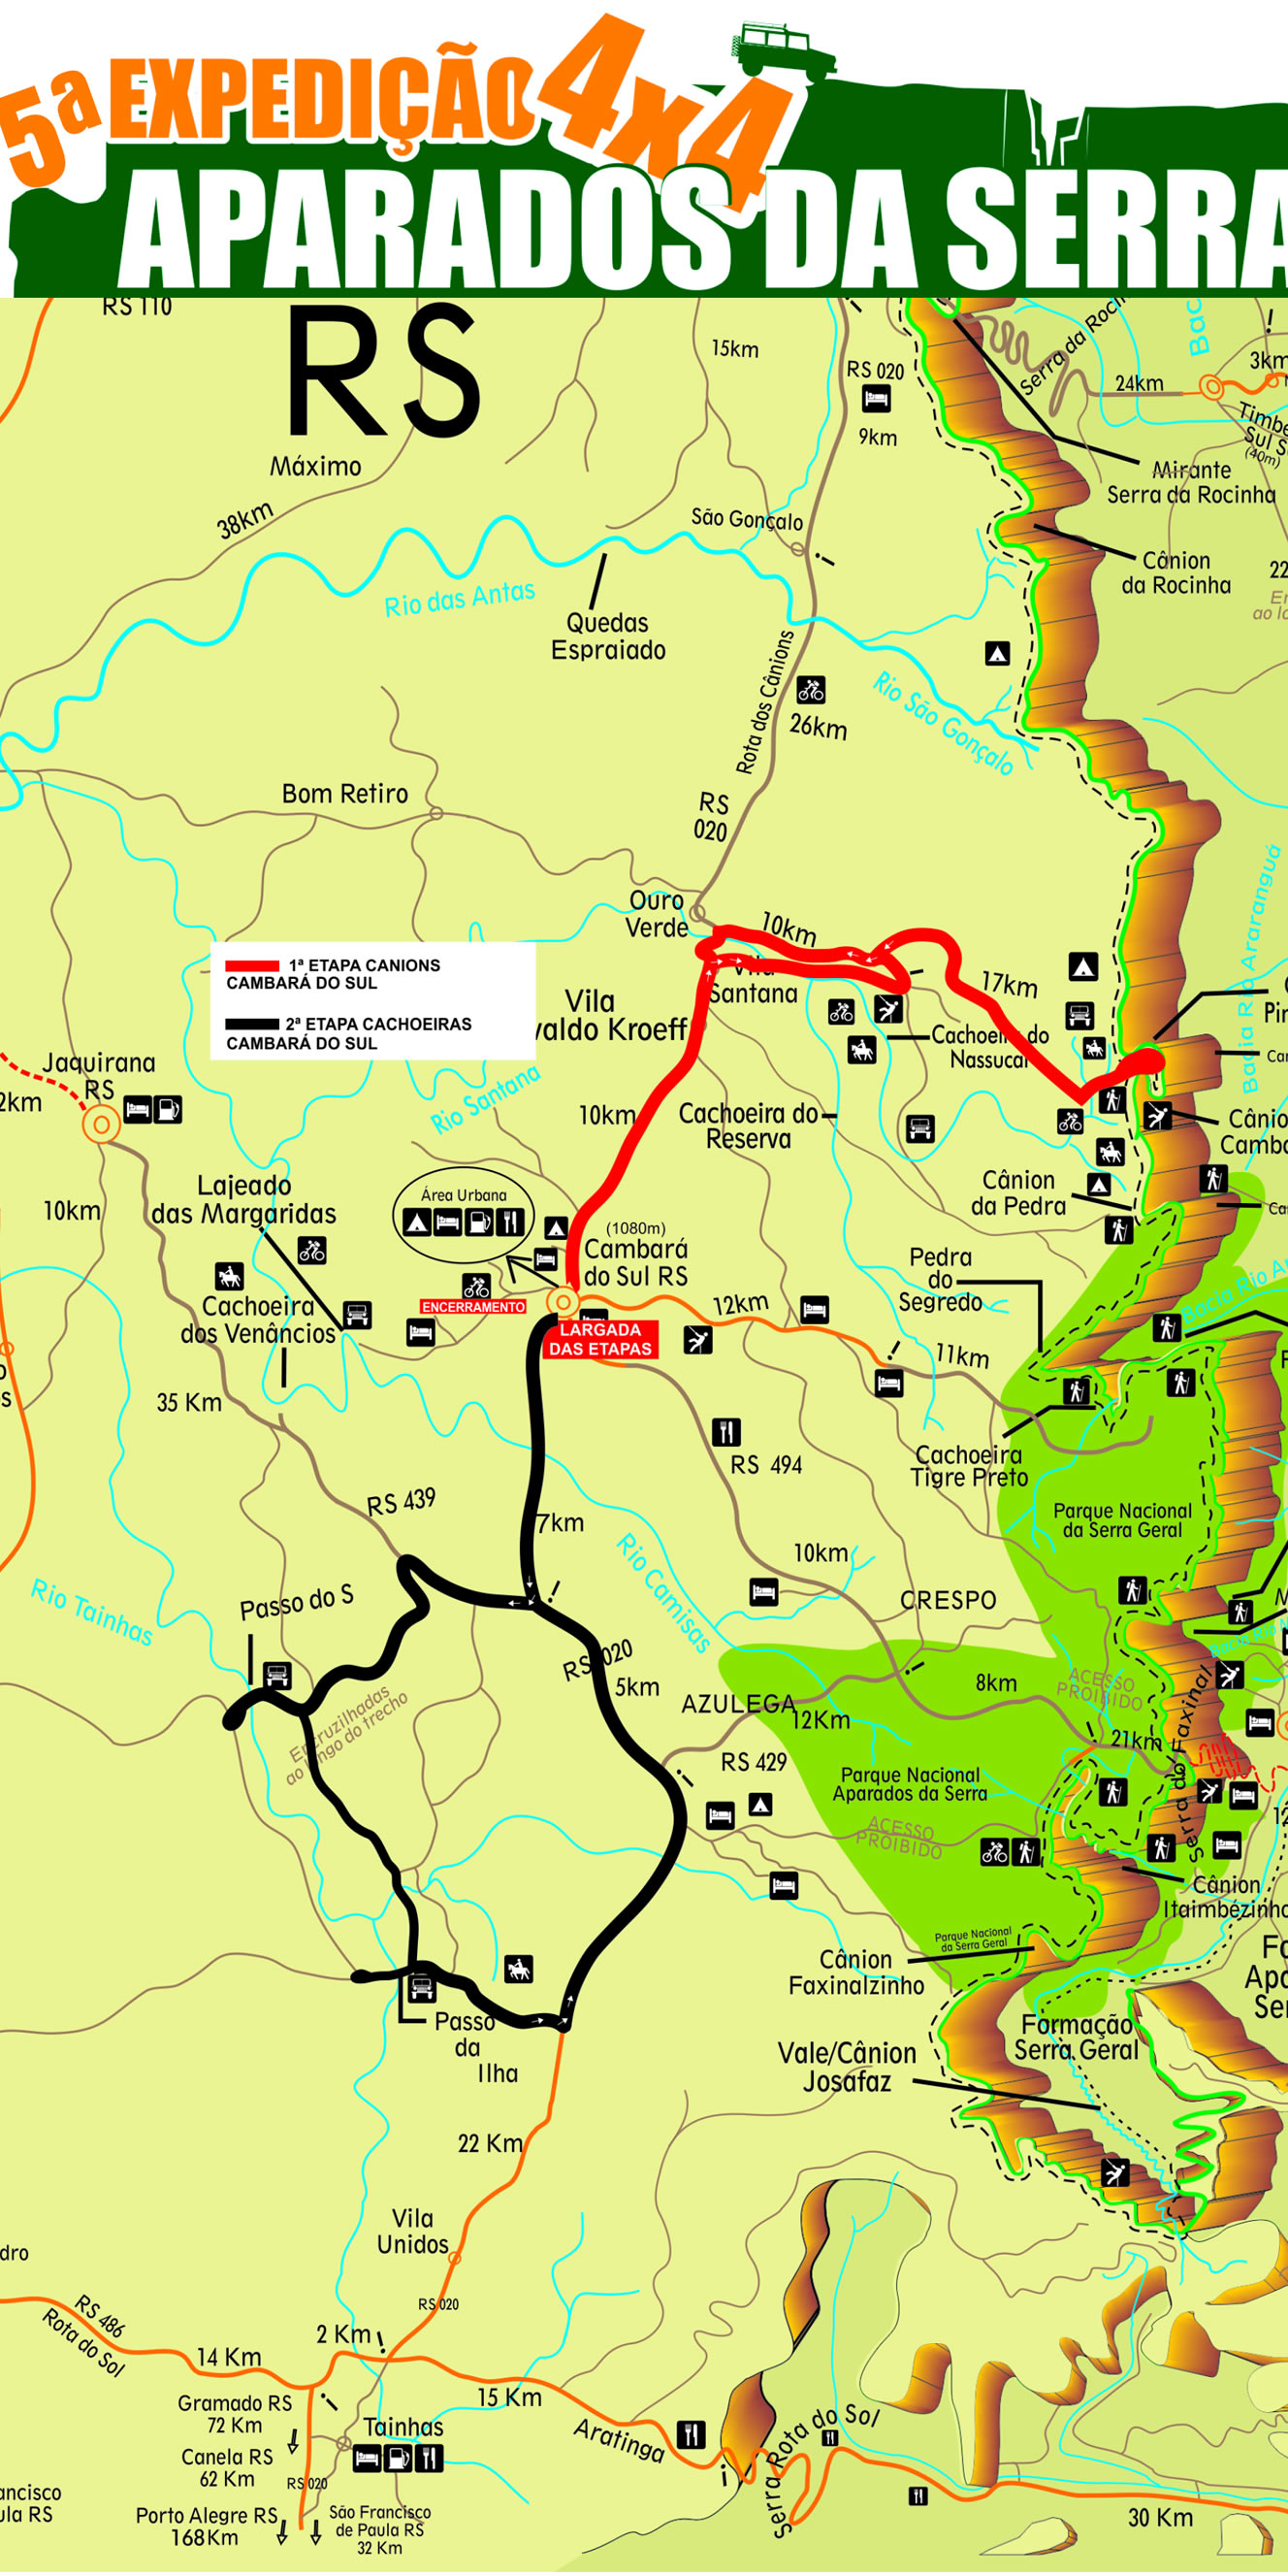 5ª EXPEDIÇÃO 4x4
APARADOS DA SERRA
RS 110
RS
15km
RS 020
9km
Serra da Roci
24km
3km
Máximo
38km
Mirante
Serra da Rocinha
(40m)
São Gonçalo
Cânion
da Rocinha
22
Rio das Antas
Quedas
Espraiado
Rota dos Cânions
26km
Rio São Gonçalo
Bom Retiro
RS
020
Bacia Rio Araranguá
Ouro
Verde
10km
1ª ETAPA CANIONS
CAMBARÁ DO SUL
2ª ETAPA CACHOEIRAS
CAMBARÁ DO SUL
Vila
Santana
17km
Vila
valdo Kroeff
Cachoeira do
Nassucar
Jaquirana
RS
2km
Rio Santana
10km
Cachoeira do
Reserva
Lajeado
das Margaridas
10km
Área Urbana
(1080m)
Cambará
do Sul RS
Cânion
da Pedra
Pedra
do
Segredo
Cachoeira
dos Venâncios
ENCERRAMENTO
LARGADA
DAS ETAPAS
12km
11km
35 Km
Cachoeira
Tigre Preto
RS 494
RS 439
7km
Parque Nacional
da Serra Geral
10km
Rio Camisas
Rio Tainhas
Passo do S
CRESPO
RS 020
5km
AZULEGA
12Km
8km
ACESSO
PROIBIDO
Encruzilhadas
ao longo do trecho
21km
Serra do Faxinal
RS 429
Parque Nacional
Aparados da Serra
ACESSO
PROIBIDO
Cânion
Itaimbézinho
Parque Nacional
da Serra Geral
Cânion
Faxinalzinho
Passo
da
Ilha
Formação
Serra Geral
Vale/Cânion
Josafaz
22 Km
Vila
Unidos
dro
RS 020
RS 486
Rota do Sol
2 Km
14 Km
15 Km
Gramado RS
72 Km
Canela RS
62 Km
RS 020
Tainhas
Aratinga
Serra Rota do Sol
Porto Alegre RS
168Km
São Francisco
de Paula RS
32 Km
ancisco
ula RS
30 Km